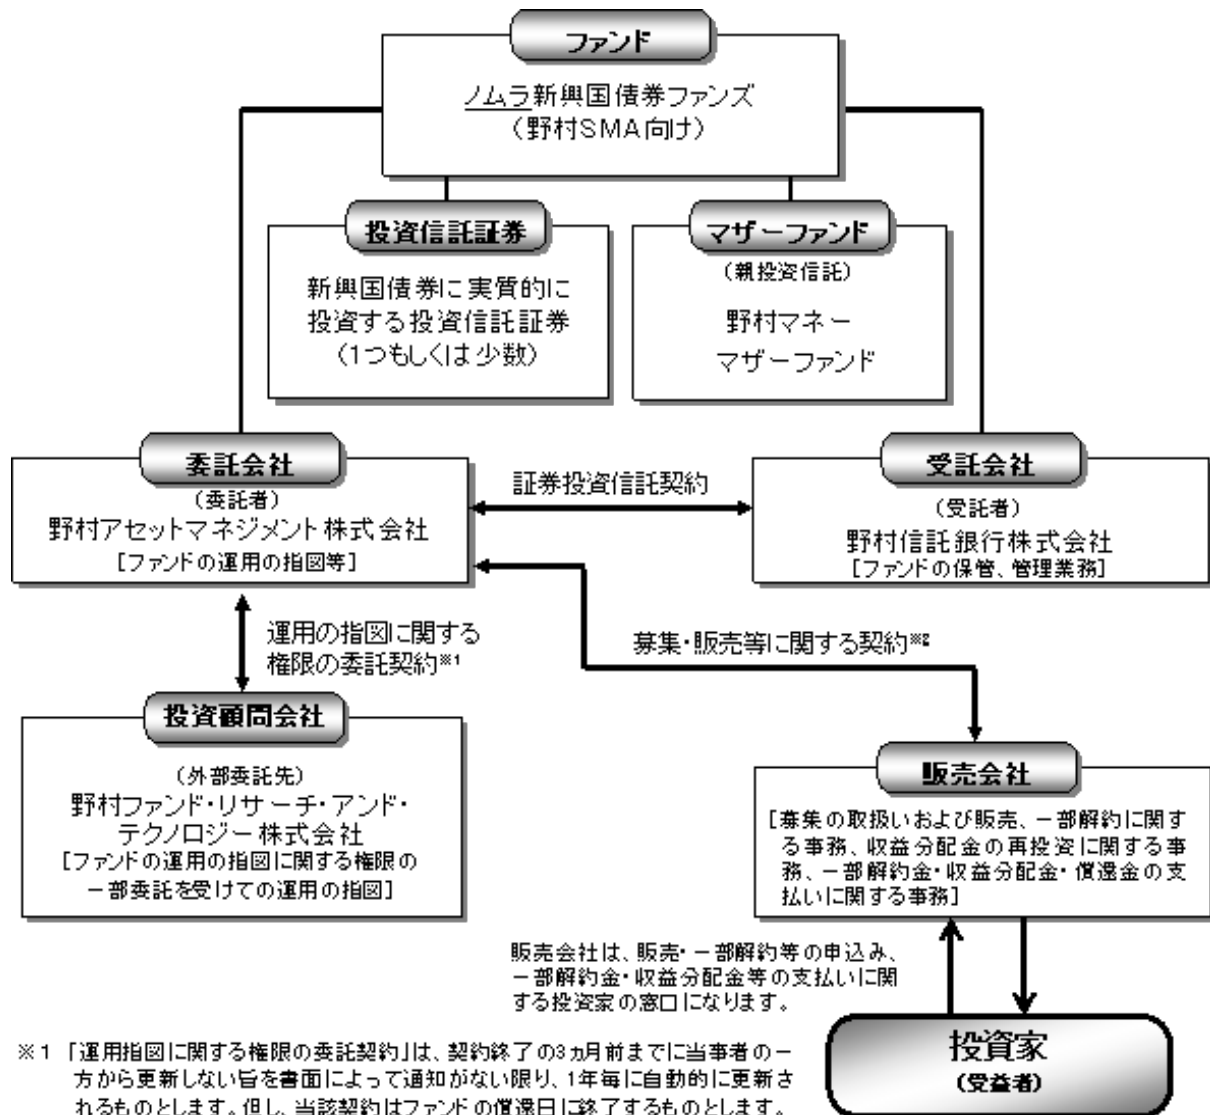 ファンド
ノムラ新興国債券ファンズ
（野村SMA向け）
投資信託証券
新興国債券に実質的に
投資する投資信託証券
（1つもしくは少数）
マザーファンド
（親投資信託）
野村マネー
マザーファンド
委託会社
（委託者）
野村アセットマネジメント株式会社
［ファンドの運用の指図等］
証券投資信託契約
受託会社
（受託者）
野村信託銀行株式会社
［ファンドの保管、管理業務］
運用の指図に関する
権限の委託契約※1
募集・販売等に関する契約※2
投資顧問会社
（外部委託先）
野村ファンド・リサーチ・アンド・
テクノロジー株式会社
［ファンドの運用の指図に関する権限の
一部委託を受けての運用の指図］
販売会社
［募集の取扱いおよび販売、一部解約に関す
る事務、収益分配金の再投資に関する事
務、一部解約金・収益分配金・償還金の支
払いに関する事務］
販売会社は、販売・一部解約等の申込み、
一部解約金・収益分配金等の支払いに関
する投資家の窓口になります。
投資家
（受益者）
※1 「運用指図に関する権限の委託契約」は、契約終了の3ヵ月前までに当事者の一
方から更新しない旨を書面によって通知がない限り、1年毎に自動的に更新さ
れるものとします。但し、当該契約はファンドの償還日に終了するものとします。